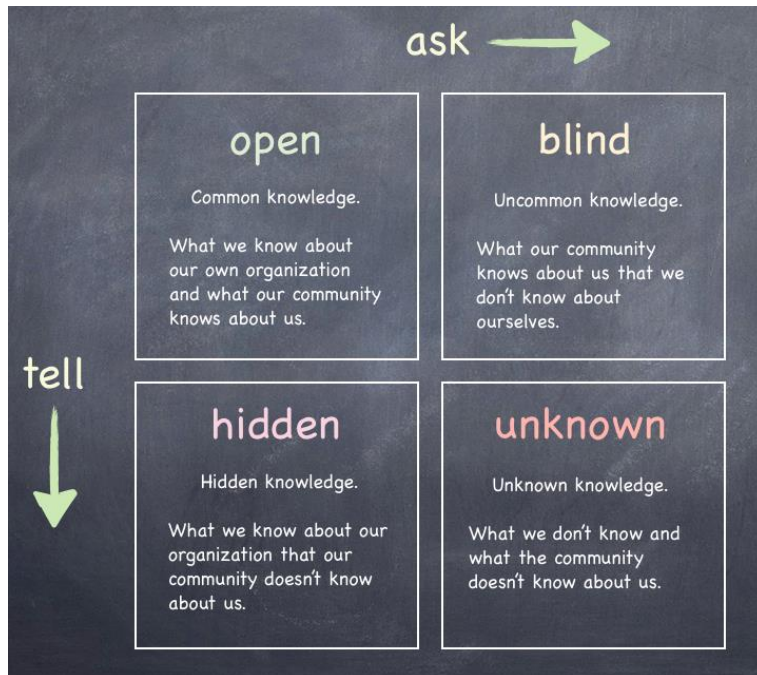 ask
open
Common knowledge.
What we know about
our own organization
and what our community
knows about us.
blind
Uncommon knowledge.
What our community
knows about us that we
don't know about
ourselves.
tell
hidden
Hidden knowledge.
What we know about our
organization that our
community doesn't know
about us.
unknown
Unknown knowledge.
What we don't know and
what the community
doesn't know about us.